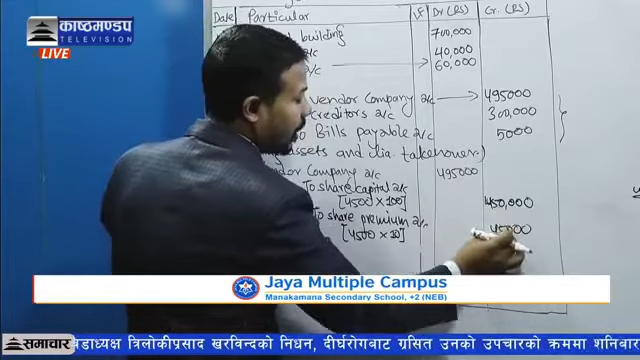 काष्ठमण्डप
TELEVISION
LIVE
Date Particular LF Dr (RS) Cr. (RS)
building 700,000
a/c 40,000
a/c 60,000
vendor Company a/c 495000
creditors a/c 300,000
Bills payable a/c 5000
assets and lia. takenover.)
Company a/c 495000
To share capital a/c
[4500 × 100] 450,000
To share premium a/c
[4500 × 10] 45000
Jaya Multiple Campus
Manakamana Secondary School, +2 (NEB)
समाचार डाध्यक्ष त्रिलोकीप्रसाद खरविन्दको निधन, दीर्घरोगबाट ग्रसित उनको उपचारको क्रममा शनिबार